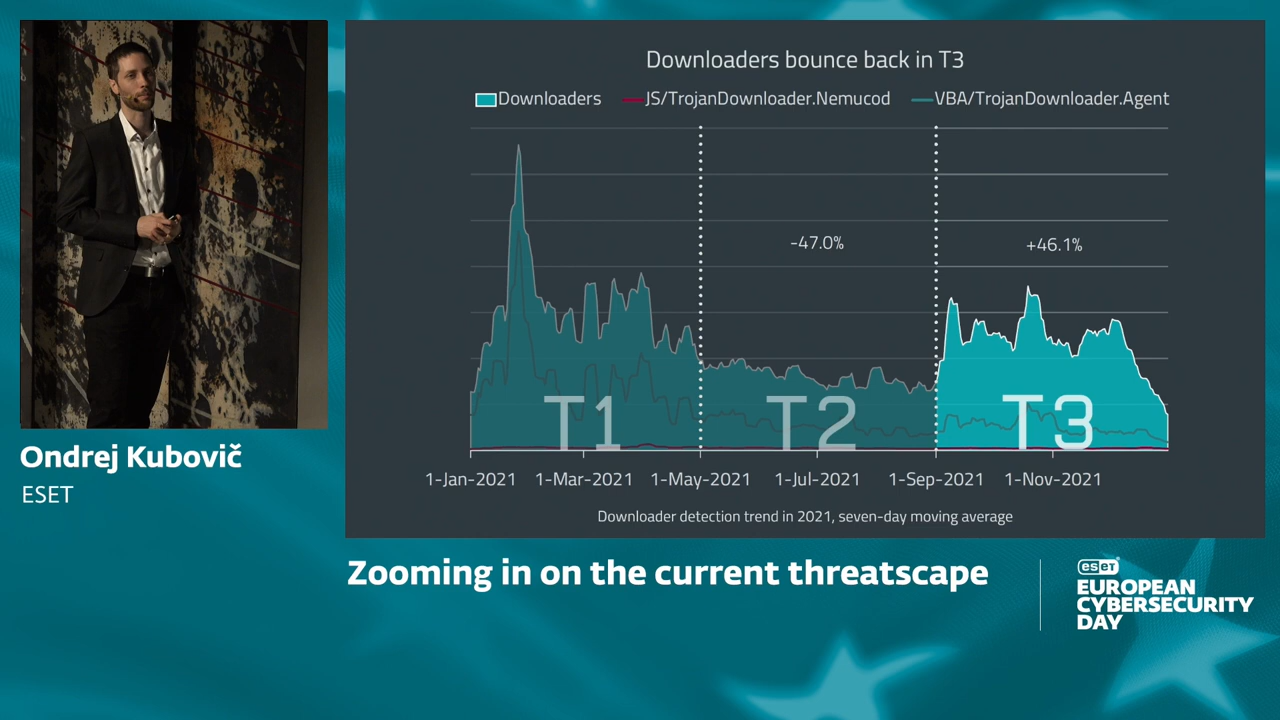 Downloaders bounce back in T3
Downloaders JS/TrojanDownloader.Nemucod VBA/TrojanDownloader.Agent
-47.0% +46.1%
T1 T2 T3
1-Jan-2021 1-Mar-2021 1-May-2021 1-Jul-2021 1-Sep-2021 1-Nov-2021
Downloader detection trend in 2021, seven-day moving average
Ondrej Kubovič
ESET
Zooming in on the current threatscape
eset
EUROPEAN
CYBERSECURITY
DAY